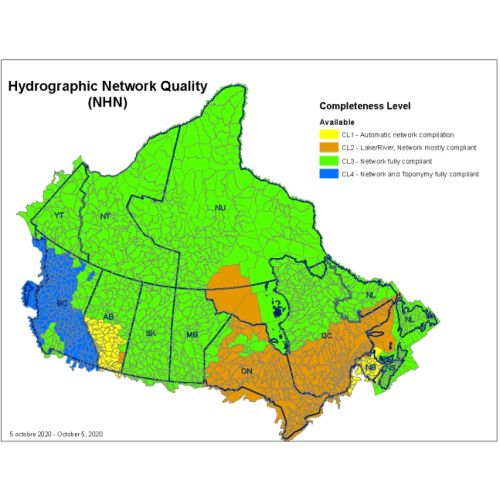 Hydrographic Network Quality
(NHN)
Completeness Level
Available
CL1 - Automatic network compilation
CL2 - Lake/River, Network mostly compliant
CL3 - Network fully compliant
CL4 - Network and Toponymy fully compliant
YT
NT
NU
BC
AB
SK
MB
ON
QC
NL
NL
NB
NS
5 octobre 2020 - October 5, 2020